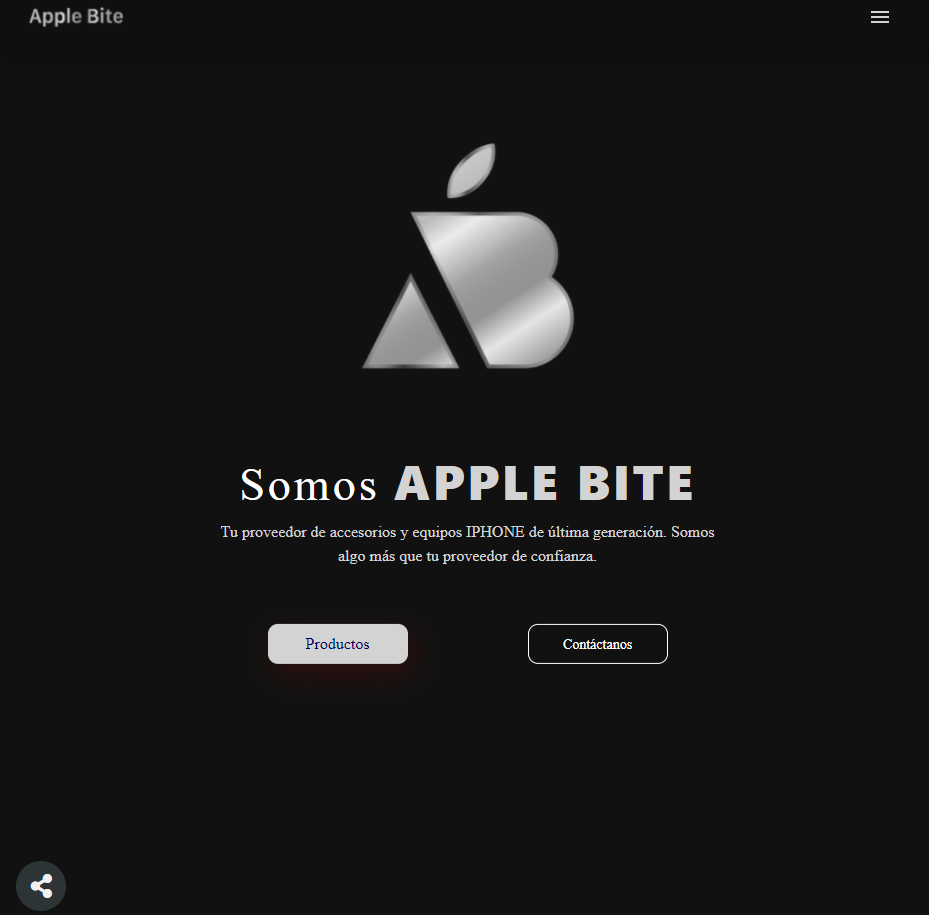 Apple Bite
Somos APPLE BITE
Tu proveedor de accesorios y equipos IPHONE de última generación. Somos
algo más que tu proveedor de confianza.
Productos
Contáctanos